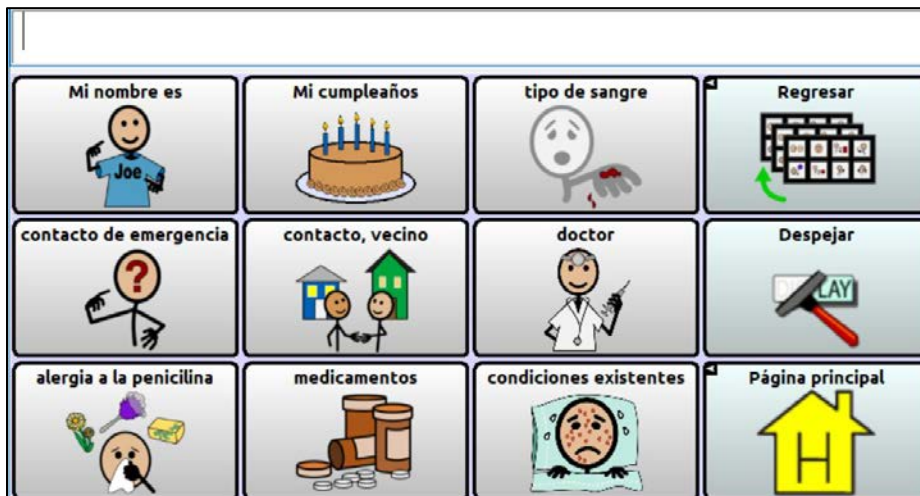 Mi nombre es
Mi cumpleaños
tipo de sangre
Regresar
Joe
contacto de emergencia
contacto, vecino
doctor
Despejar
?
LAY
alergia a la penicilina
medicamentos
condiciones existentes
Página principal
H